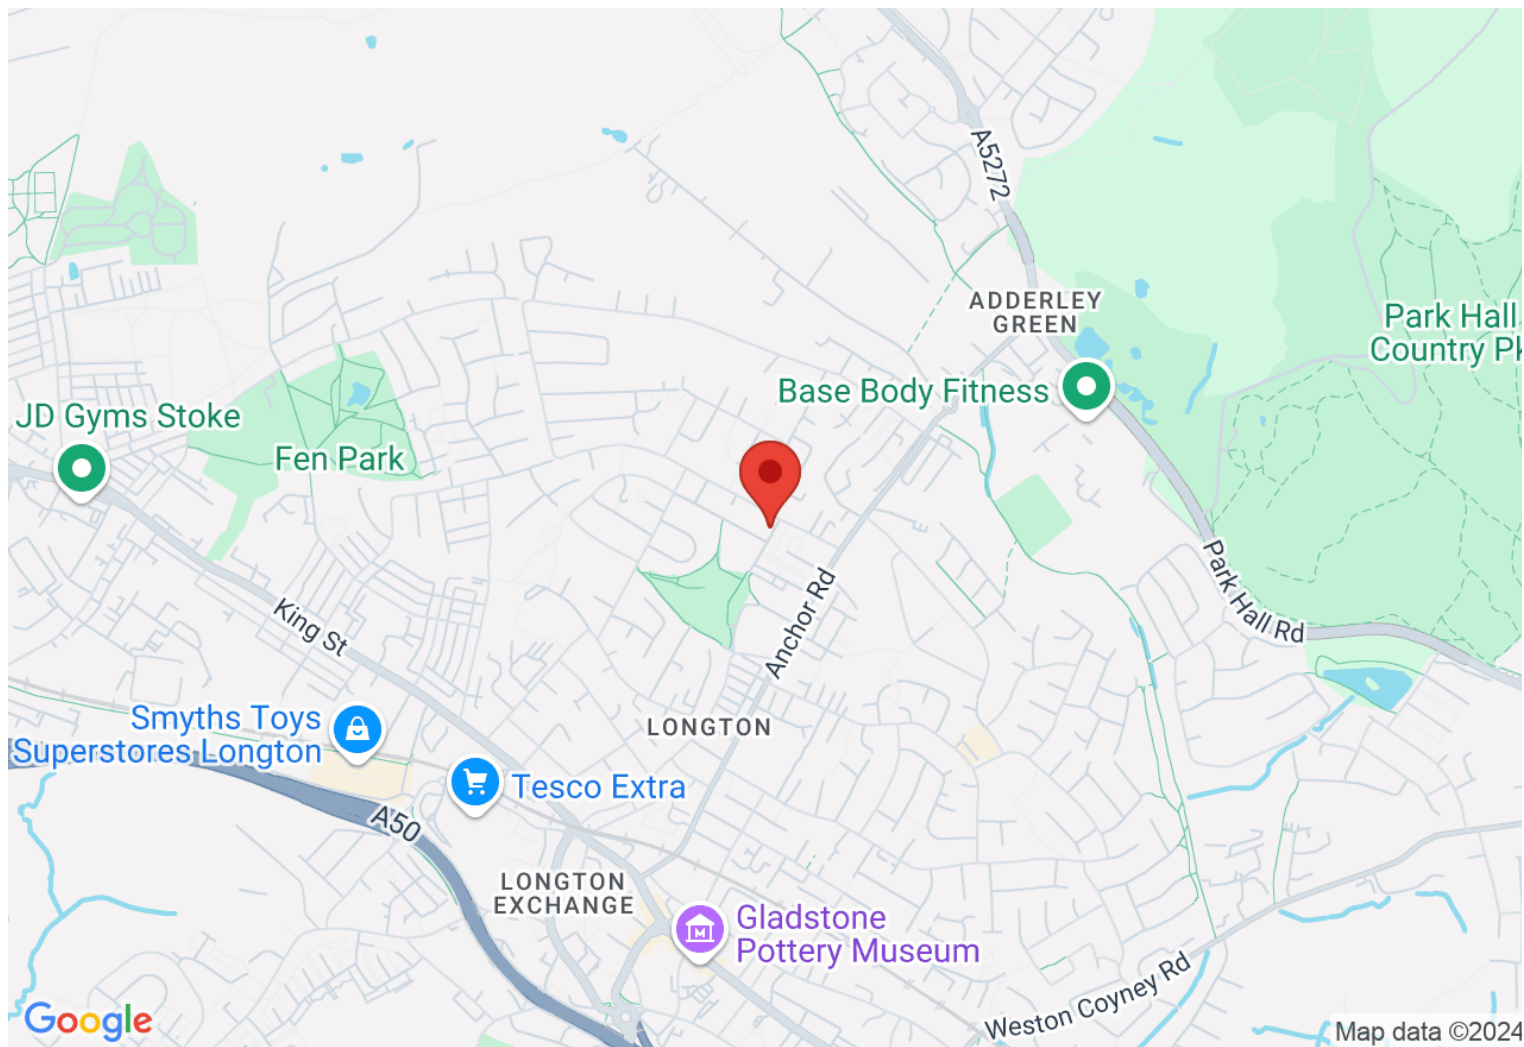 A5272
ADDERLEY
GREEN
Park Hall
Country Pk
Base Body Fitness
JD Gyms Stoke
Fen Park
Park Hall Rd
King St
Anchor Rd
Smyths Toys
Superstores Longton
LONGTON
Tesco Extra
A50
LONGTON
EXCHANGE
Gladstone
Pottery Museum
M
Weston Coyney Rd
Google
Map data ©2024